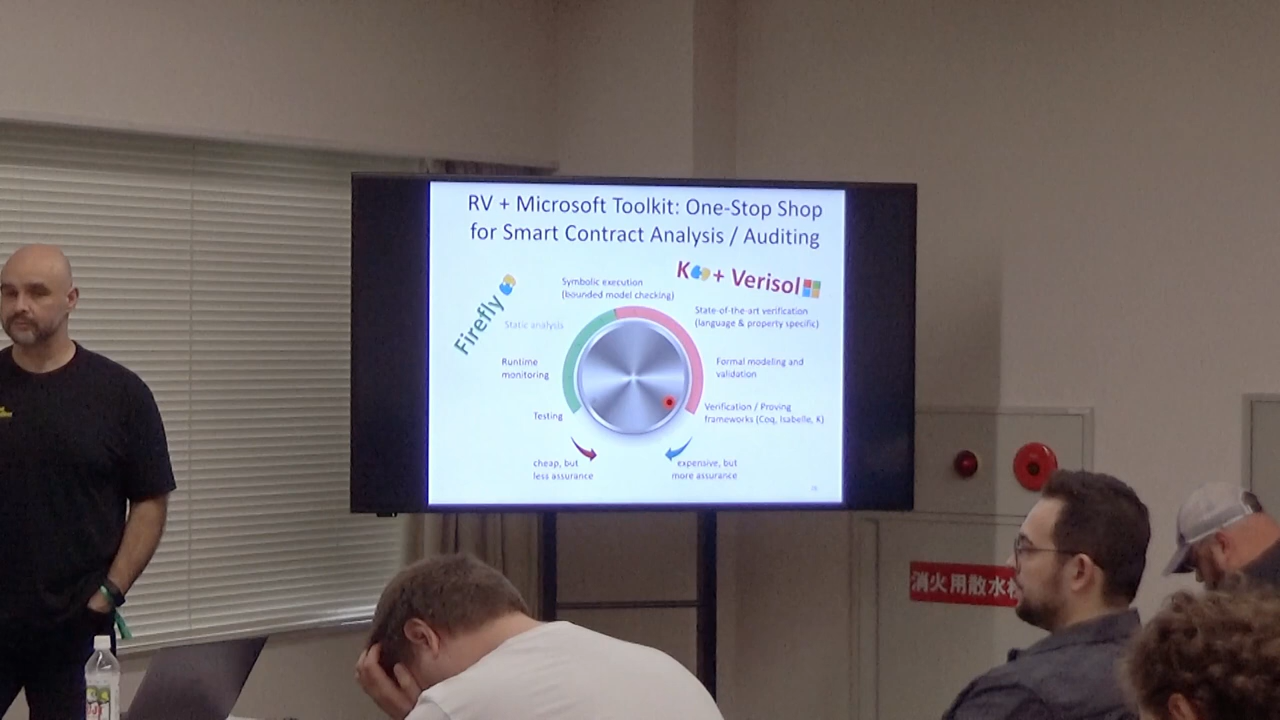 RV + Microsoft Toolkit: One-Stop Shop
for Smart Contract Analysis / Auditing
Firefly
K + Verisol
Symbolic execution
(bounded model checking)
State-of-the-art verification
(language & property specific)
Static analysis
Runtime
monitoring
Formal modeling and
validation
Testing
Verification / Proving
frameworks (Coq, Isabelle, K)
cheap, but
less assurance
expensive, but
more assurance
消火用散水